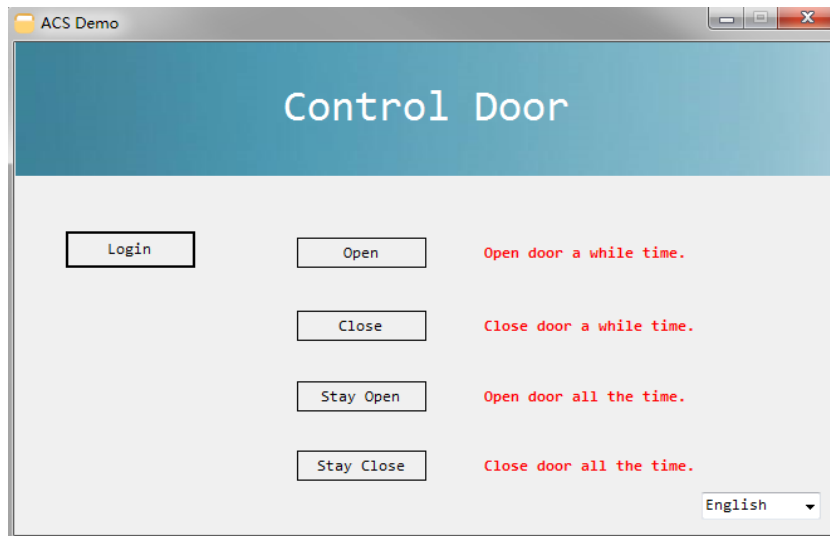 ACS Demo
Control Door
Login
Open
Open door a while time.
Close
Close door a while time.
Stay Open
Open door all the time.
Stay Close
Close door all the time.
English